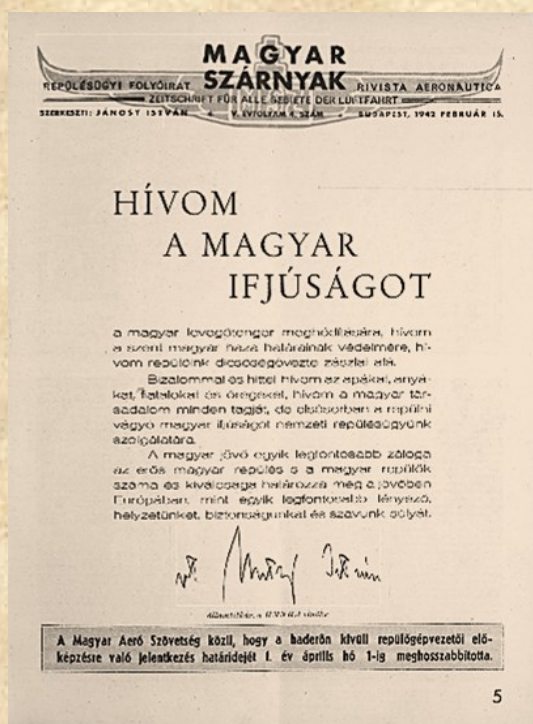 MAGYAR
SZÁRNYAK
REPÜLÉSÜGYI FOLYÓIRAT
RIVISTA AERONAUTICA
ZEITSCHRIFT FÜR ALLE GEBIETE DER LUFTFAHRT
SZERKESZTI: JÁNOSY ISTVÁN • V. ÉVFOLYAM 4. SZÁM • BUDAPEST, 1942 FEBRUÁR 15.
HÍVOM
A MAGYAR
IFJÚSÁGOT
a magyar levegőtenger meghódítására, hívom
a szent magyar haza határainak védelmére, hí-
vom repülőink dicsőségövezte zászlai alá.
Bizalommal és hittel hívom az apákat, anyá-
kat, fiatalokat és öregeket, hívom a magyar tár-
sadalom minden tagját, de elsősorban a repülni
vágyó magyar ifjúságot nemzeti repülésügyünk
szolgálatára.
A magyar jövő egyik legfontosabb záloga
az erős magyar repülés s a magyar repülők
száma és kiválósága határozza meg a jövőben
Európában, mint egyik legfontosabb tényező,
helyzetünket, biztonságunkat és szavunk súlyát.
István
A Magyar Aeró Szövetség közli, hogy a haderőn kívüli repülőgépvezetői elő-
képzésre való jelentkezés határidejét f. év április hó 1-ig meghosszabbította.
5